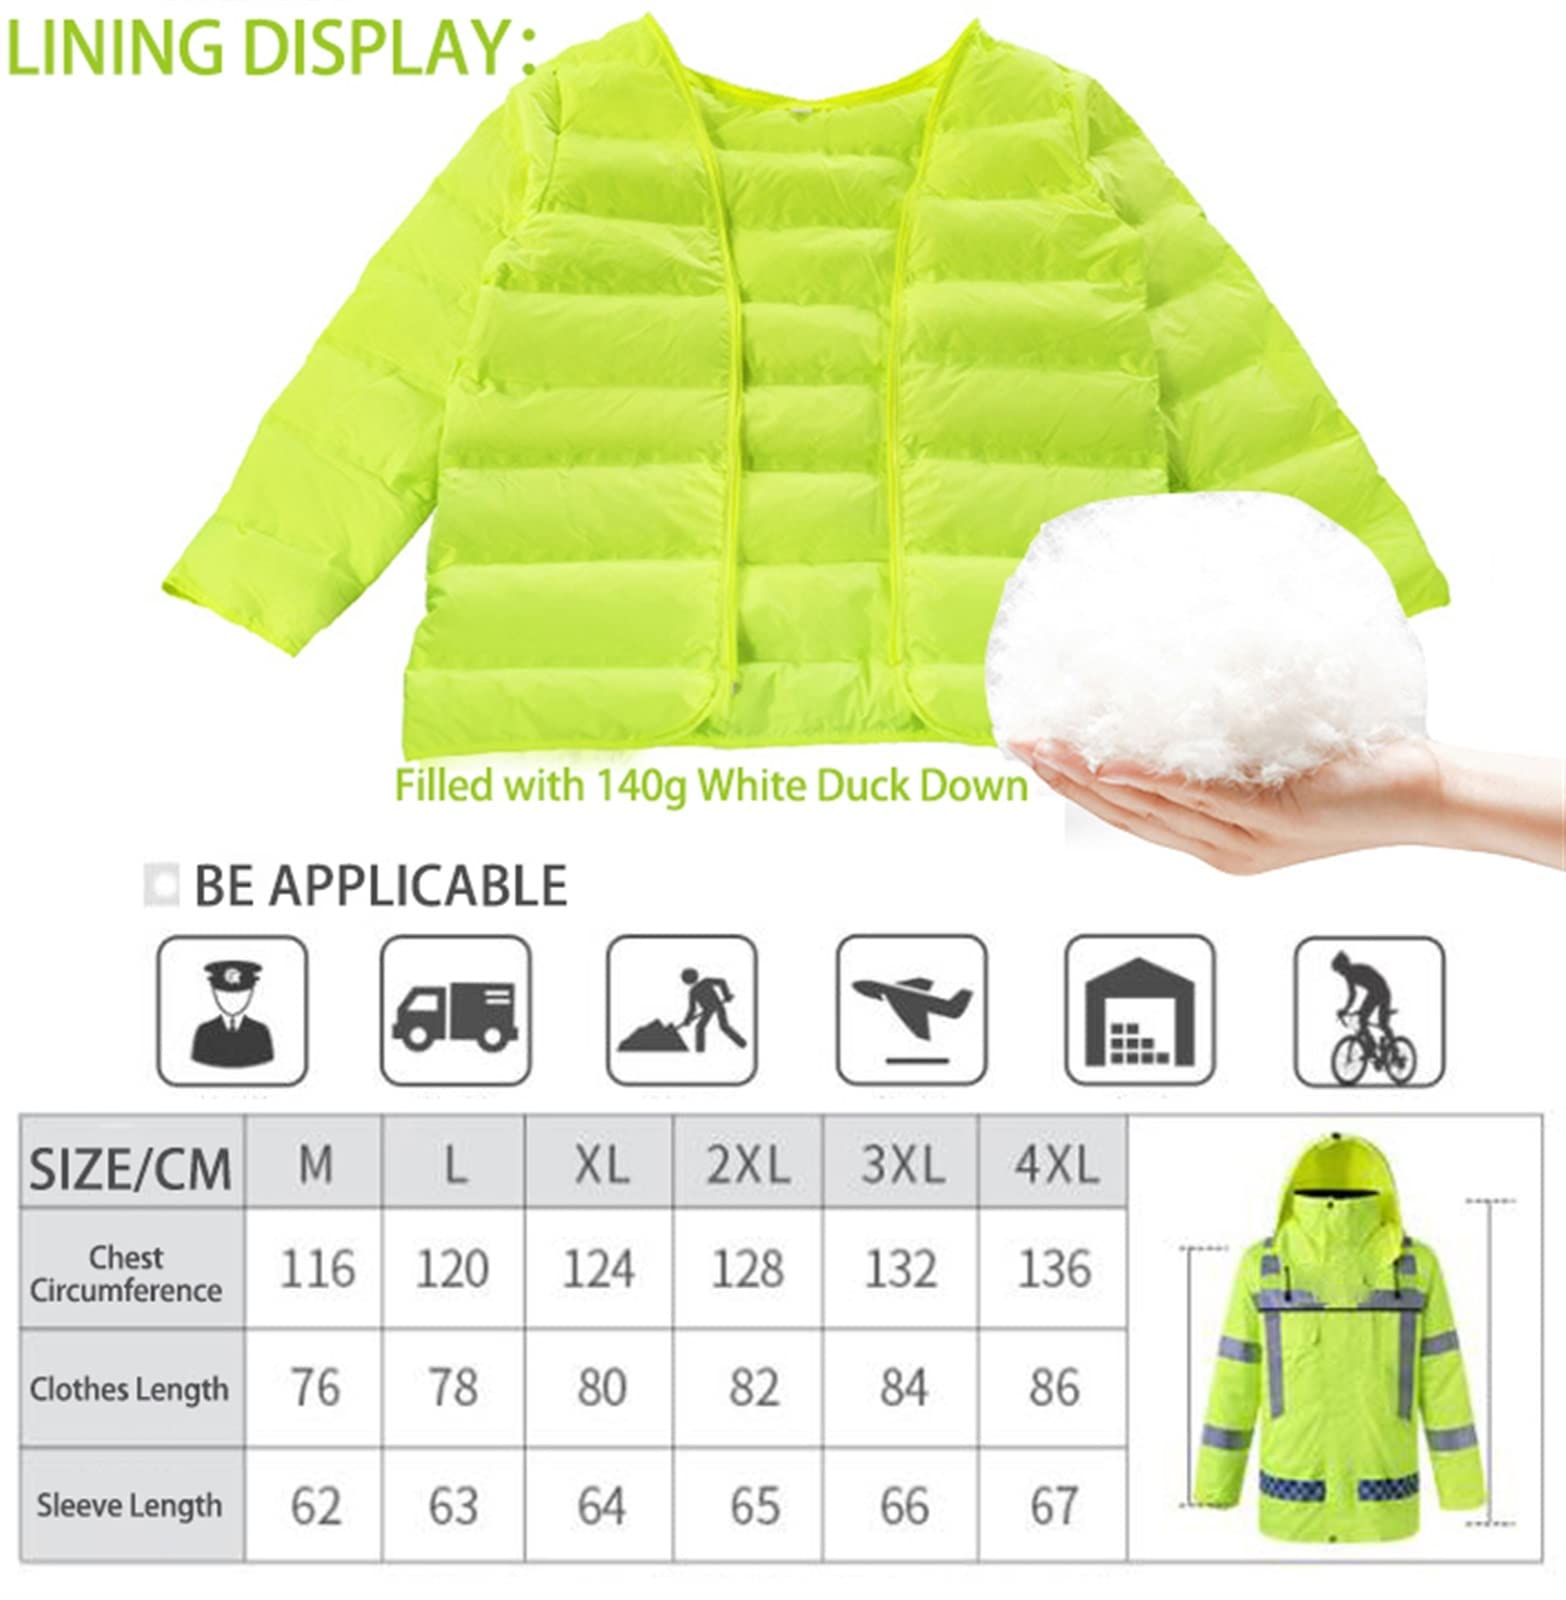 LINING DISPLAY:
Filled with 140g White Duck Down
BE APPLICABLE
SIZE/CM M L XL 2XL 3XL 4XL
Chest
Circumference 116 120 124 128 132 136
Clothes Length 76 78 80 82 84 86
Sleeve Length 62 63 64 65 66 67